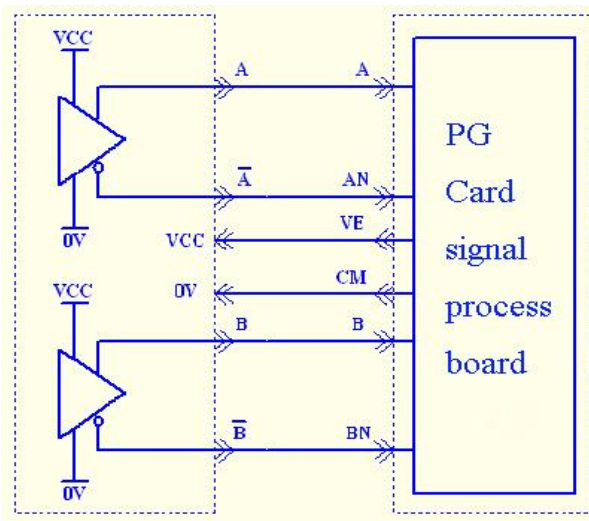 VCC
A A
A̅ AN
0V
VCC VE
0V CM
VCC
B B
B̅ BN
0V
PG
Card
signal
process
board